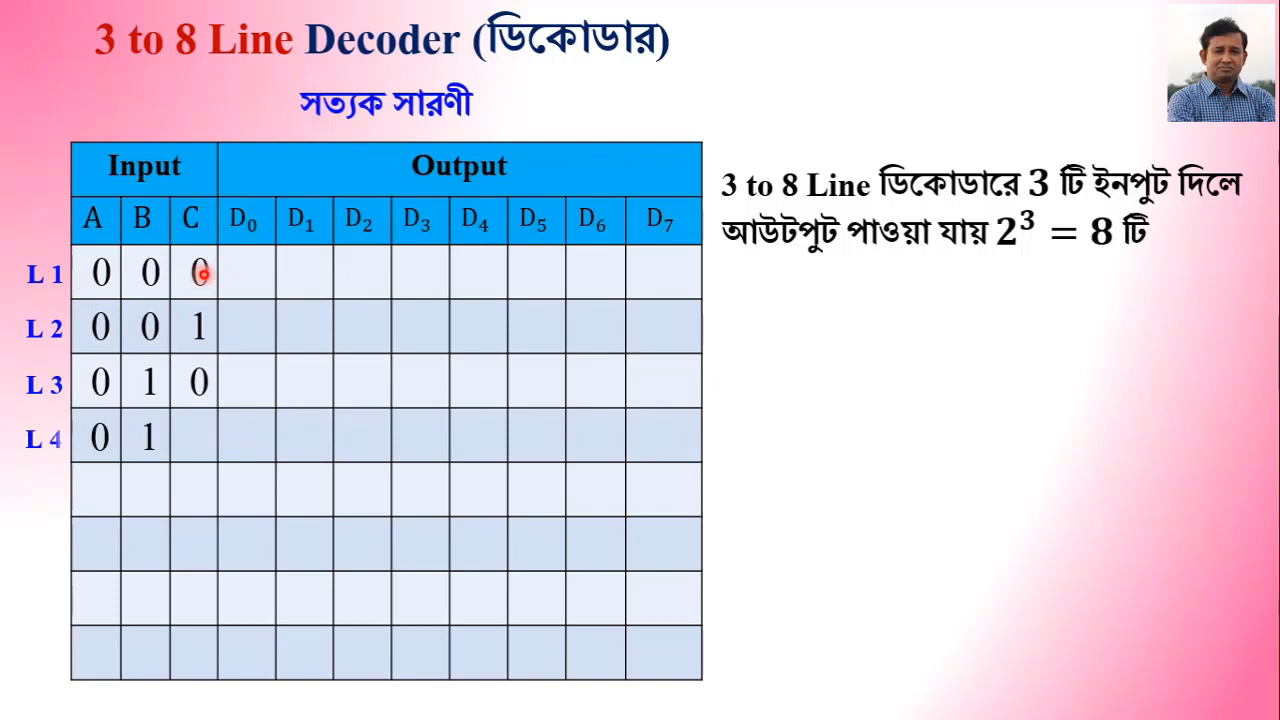 3 to 8 Line Decoder (ডিকোডার)
সত্যক সারণী
Input Output
A B C D₀ D₁ D₂ D₃ D₄ D₅ D₆ D₇
L 1 0 0 0
L 2 0 0 1
L 3 0 1 0
L 4 0 1
3 to 8 Line ডিকোডারে 3 টি ইনপুট দিলে
আউটপুট পাওয়া যায় 2³ = 8 টি